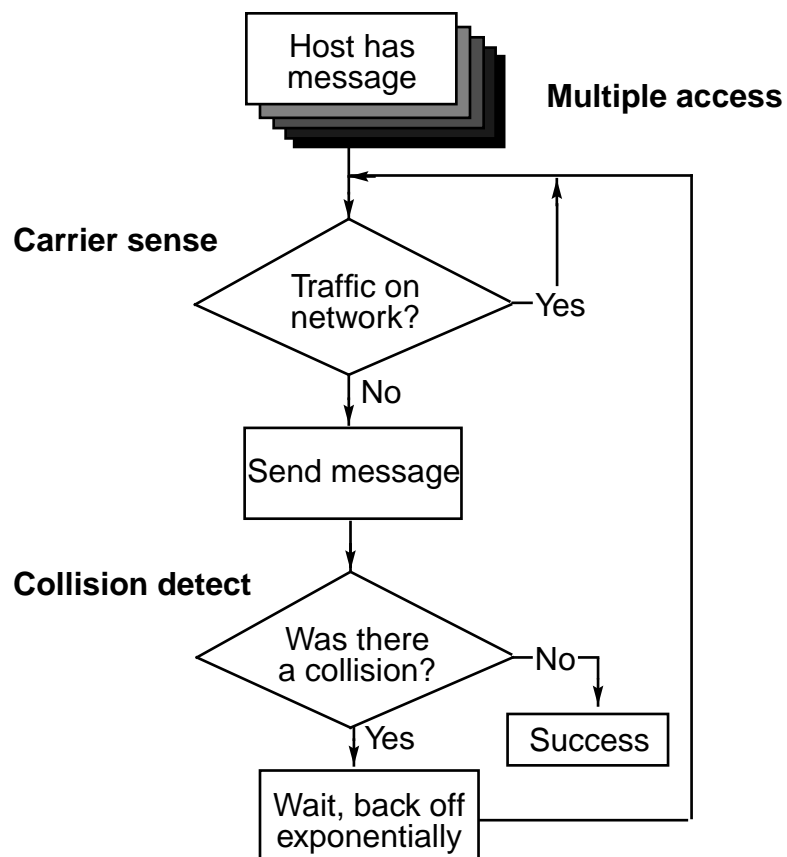 Host has
message
Multiple access
Carrier sense
Traffic on
network?
Yes
No
Send message
Collision detect
Was there
a collision?
No
Success
Yes
Wait, back off
exponentially